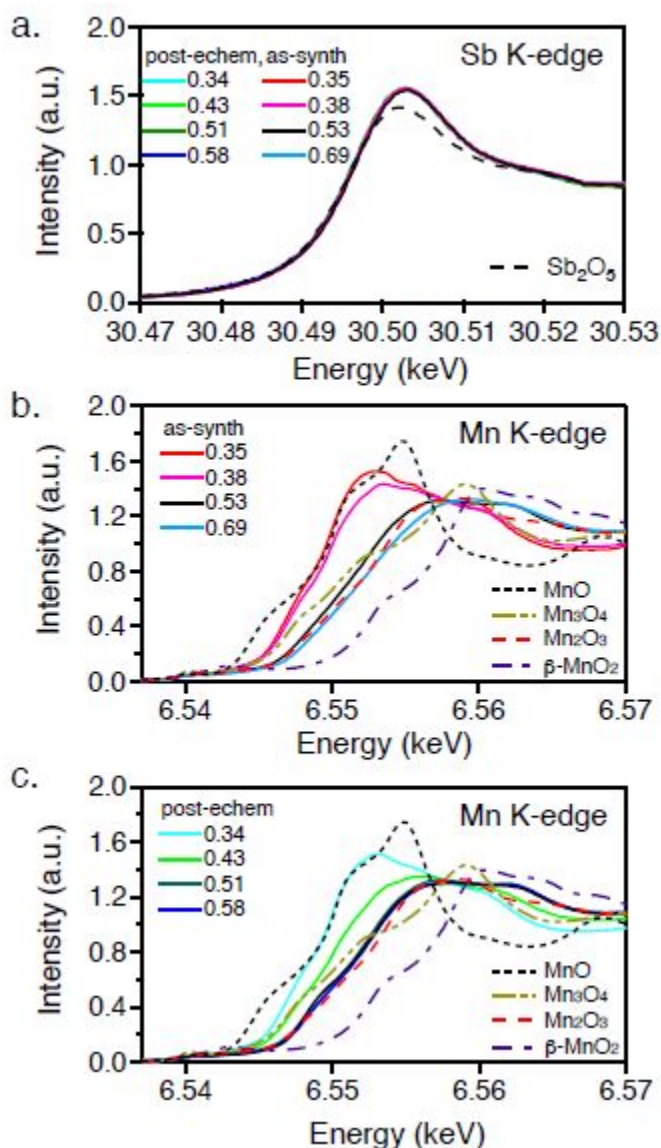 a.
Sb K-edge
post-echem, as-synth
0.34 0.35
0.43 0.38
0.51 0.53
0.58 0.69
Sb₂O₅
Intensity (a.u.)
2.0
1.5
1.0
0.5
0.0
30.47 30.48 30.49 30.50 30.51 30.52 30.53
Energy (keV)
b.
Mn K-edge
as-synth
0.35
0.38
0.53
0.69
MnO
Mn₃O₄
Mn₂O₃
β-MnO₂
Intensity (a.u.)
2.0
1.6
1.2
0.8
0.4
0.0
6.54 6.55 6.56 6.57
Energy (keV)
c.
Mn K-edge
post-echem
0.34
0.43
0.51
0.58
MnO
Mn₃O₄
Mn₂O₃
β-MnO₂
Intensity (a.u.)
2.0
1.6
1.2
0.8
0.4
0.0
6.54 6.55 6.56 6.57
Energy (keV)